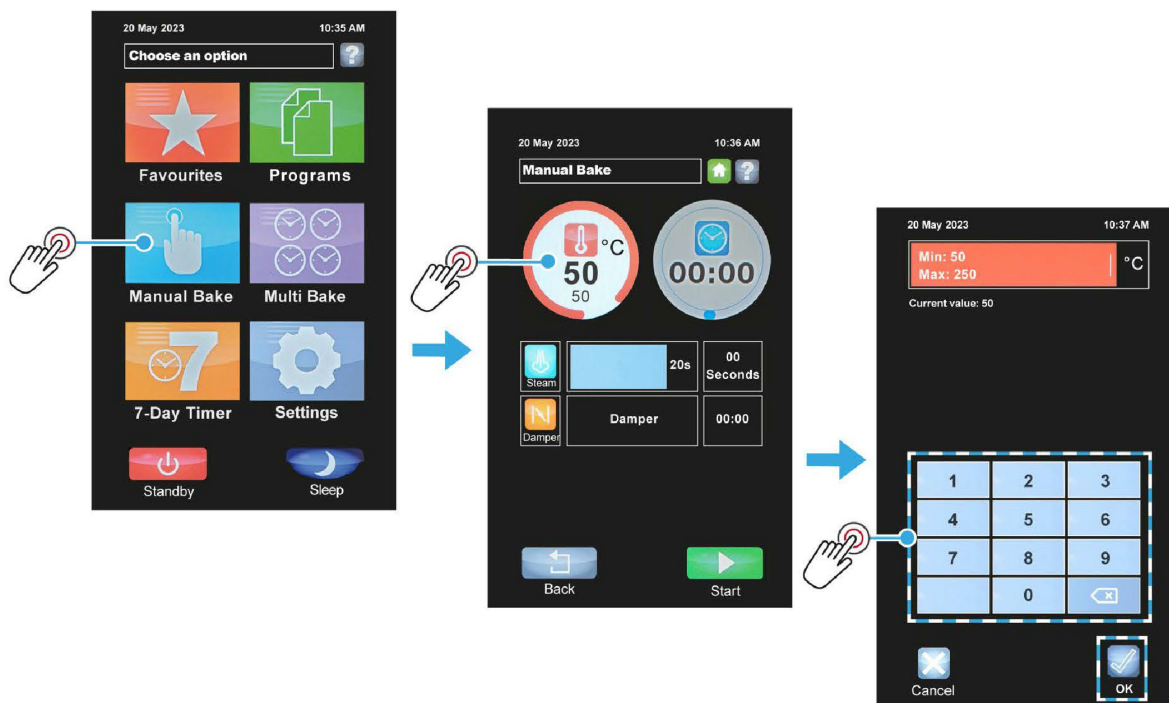 20 May 2023 10:35 AM
Choose an option ?
Favourites Programs
Manual Bake Multi Bake
7
7-Day Timer Settings
Standby Sleep
20 May 2023 10:36 AM
Manual Bake ?
°C
50 00:00
50
Steam 20s 00 Seconds
Damper Damper 00:00
Back Start
20 May 2023 10:37 AM
Min: 50 °C
Max: 250
Current value: 50
1 2 3
4 5 6
7 8 9
0
Cancel OK